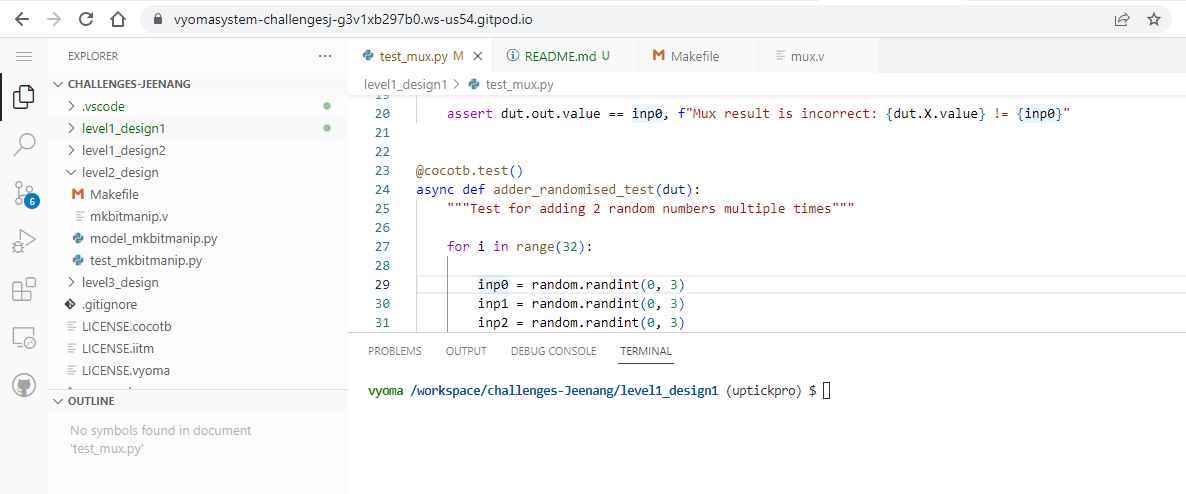 vyomasystem-challengesj-g3v1xb297b0.ws-us54.gitpod.io
EXPLORER
CHALLENGES-JEENANG
.vscode
level1_design1
level1_design2
level2_design
Makefile
mkbitmanip.v
model_mkbitmanip.py
test_mkbitmanip.py
level3_design
.gitignore
LICENSE.cocotb
LICENSE.iitm
LICENSE.vyoma
6
OUTLINE
No symbols found in document
'test_mux.py'
test_mux.py M
README.md U
Makefile
mux.v
level1_design1 > test_mux.py
19
20 assert dut.out.value == inp0, f"Mux result is incorrect: {dut.X.value} != {inp0}"
21
22
23 @cocotb.test()
24 async def adder_randomised_test(dut):
25 """Test for adding 2 random numbers multiple times"""
26
27 for i in range(32):
28
29 inp0 = random.randint(0, 3)
30 inp1 = random.randint(0, 3)
31 inp2 = random.randint(0, 3)
PROBLEMS OUTPUT DEBUG CONSOLE TERMINAL
vyoma /workspace/challenges-Jeenang/level1_design1 (uptickpro) $